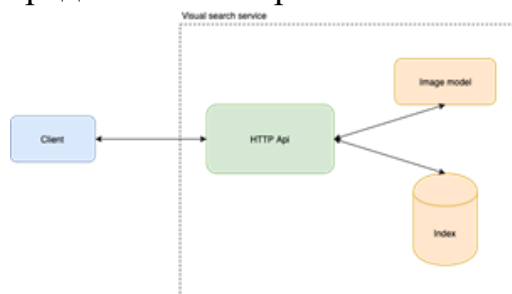 Visual search service
Image model
Client
HTTP Api
Index